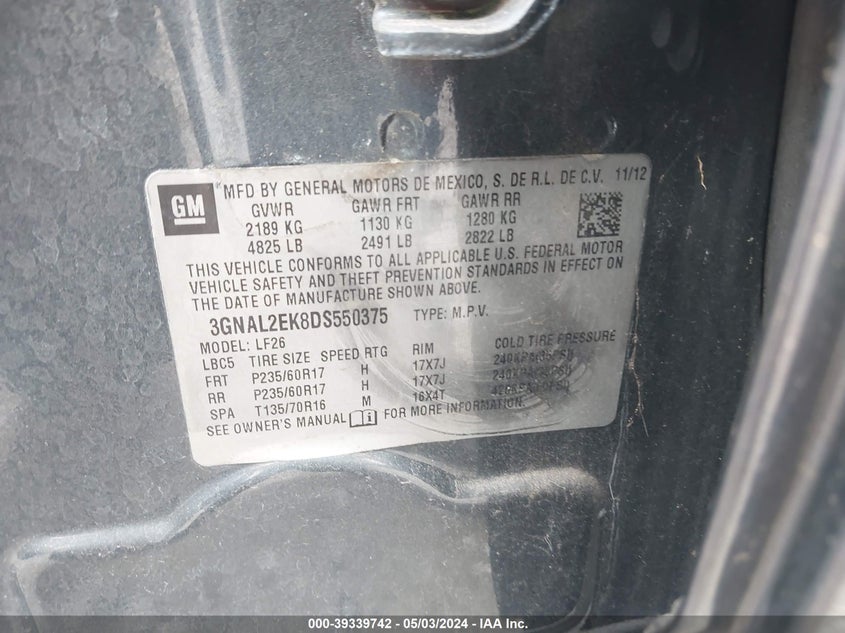 GM
MFD BY GENERAL MOTORS DE MEXICO, S. DE R.L. DE C.V. 11/12
GVWR GAWR FRT GAWR RR
2189 KG 1130 KG 1280 KG
4825 LB 2491 LB 2822 LB
THIS VEHICLE CONFORMS TO ALL APPLICABLE U.S. FEDERAL MOTOR
VEHICLE SAFETY AND THEFT PREVENTION STANDARDS IN EFFECT ON
THE DATE OF MANUFACTURE SHOWN ABOVE.
3GNAL2EK8DS550375 TYPE: M.P.V.
MODEL: LF26
LBC5 TIRE SIZE SPEED RTG RIM COLD TIRE PRESSURE
FRT P235/60R17 H 17X7J
RR P235/60R17 H 17X7J
SPA T135/70R16 M 16X4T
SEE OWNER'S MANUAL FOR MORE INFORMATION.
000-39339742 - 05/03/2024 - IAA Inc.